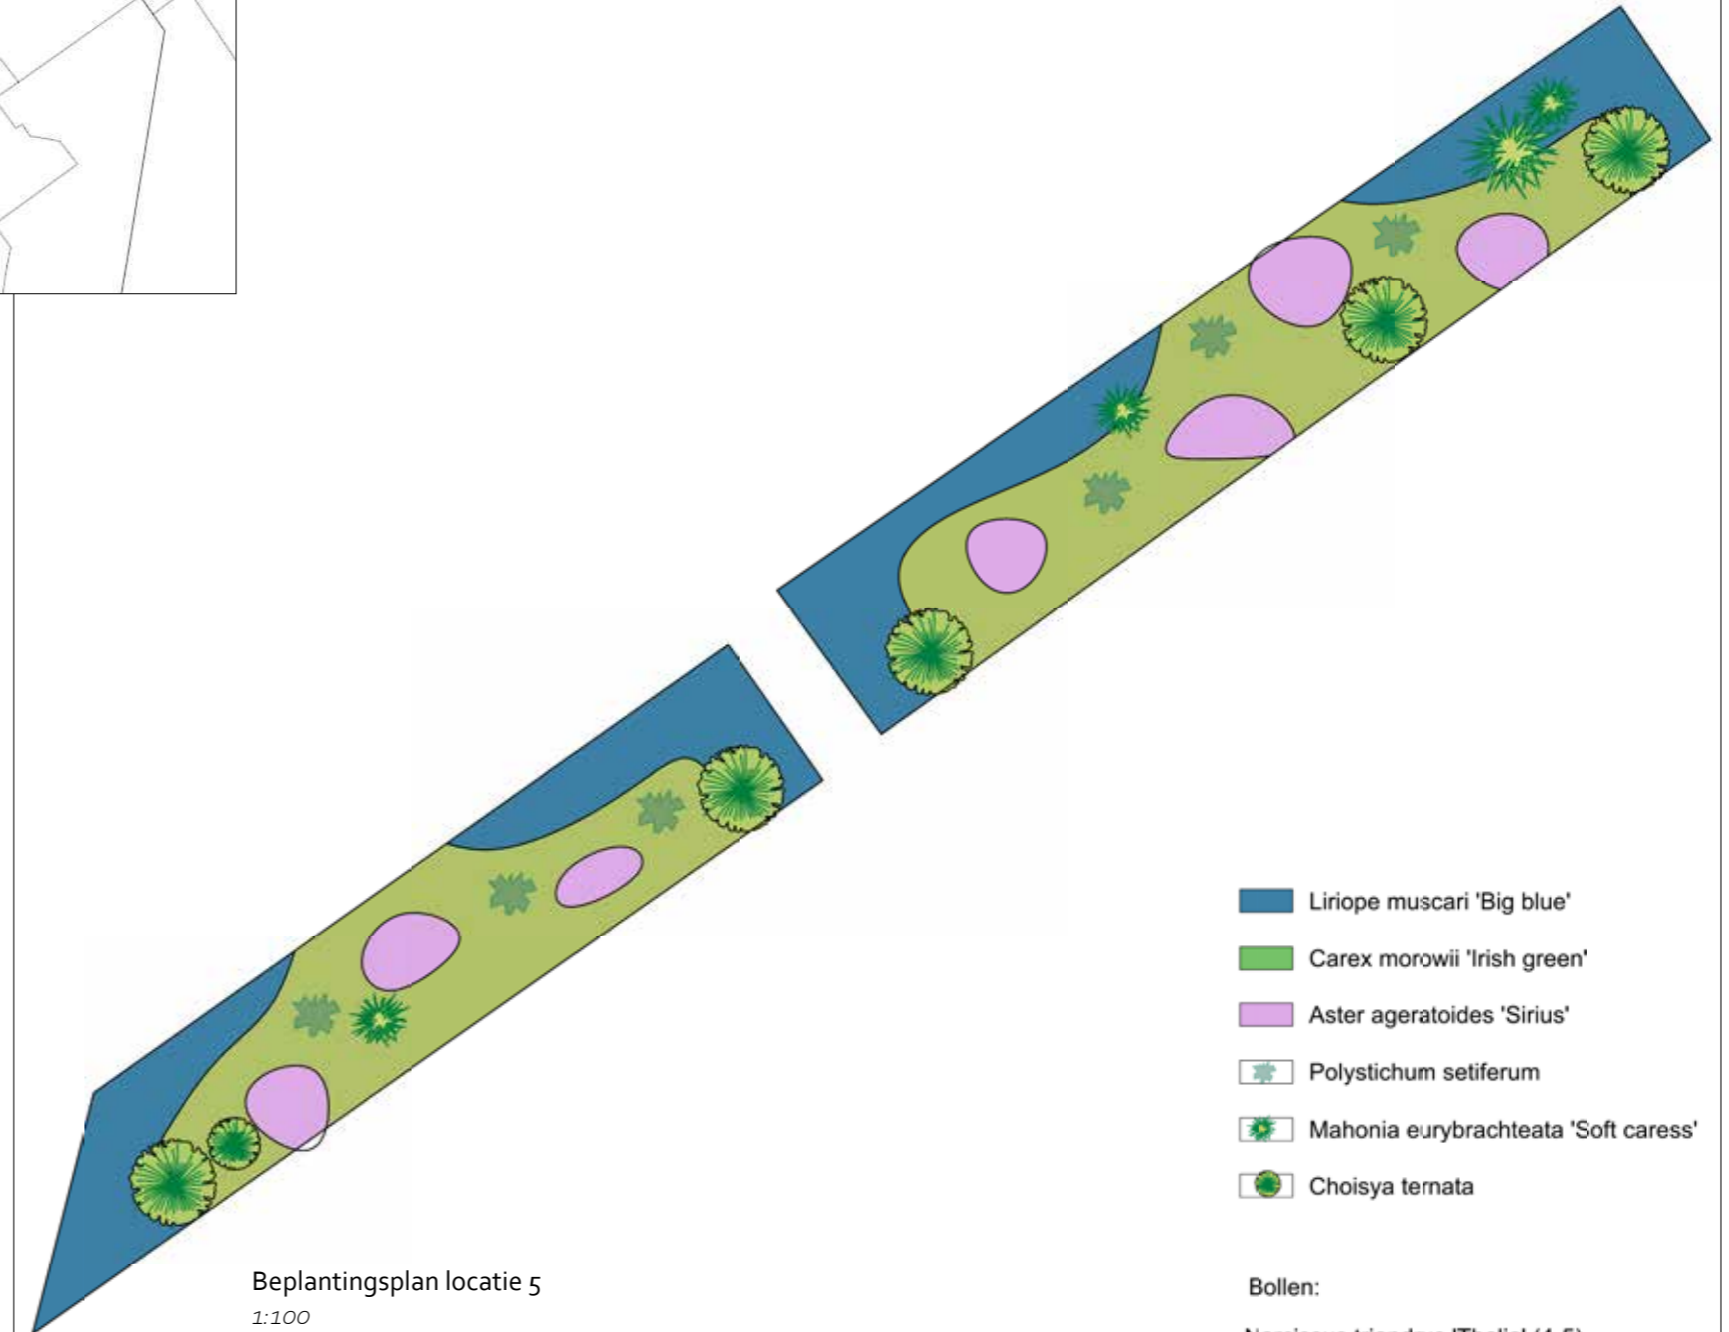 Liriope muscari 'Big blue'
Carex morowii 'Irish green'
Aster ageratoides 'Sirius'
Polystichum setiferum
Mahonia eurybrachteata 'Soft caress'
Choisya ternata
Beplantingsplan locatie 5
1:100
Bollen: